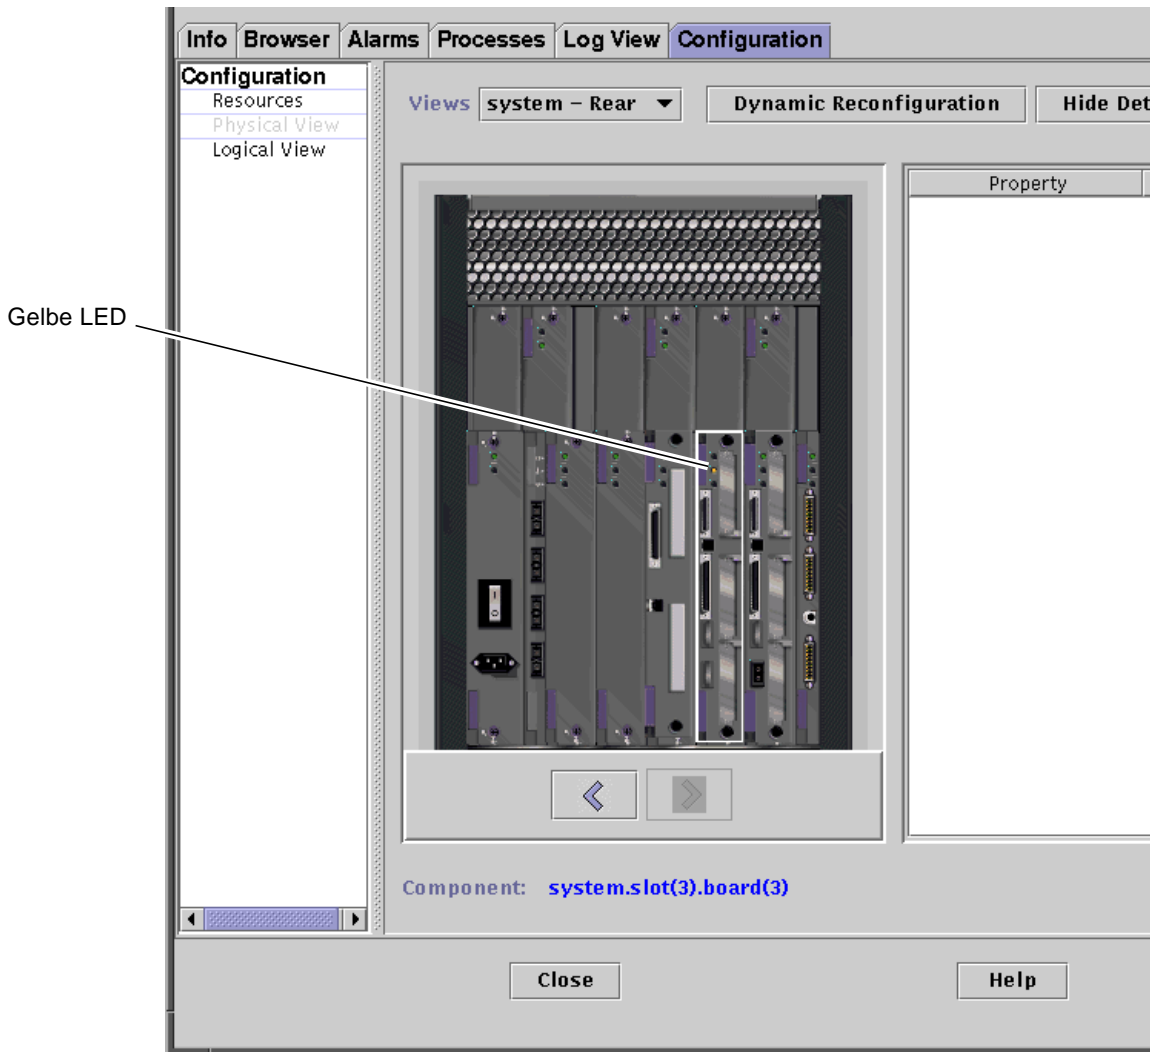 Info Browser Alarms Processes Log View Configuration
Configuration
Resources
Physical View
Logical View
Views system – Rear Dynamic Reconfiguration Hide Det
Property
Gelbe LED
Component: system.slot(3).board(3)
Close Help